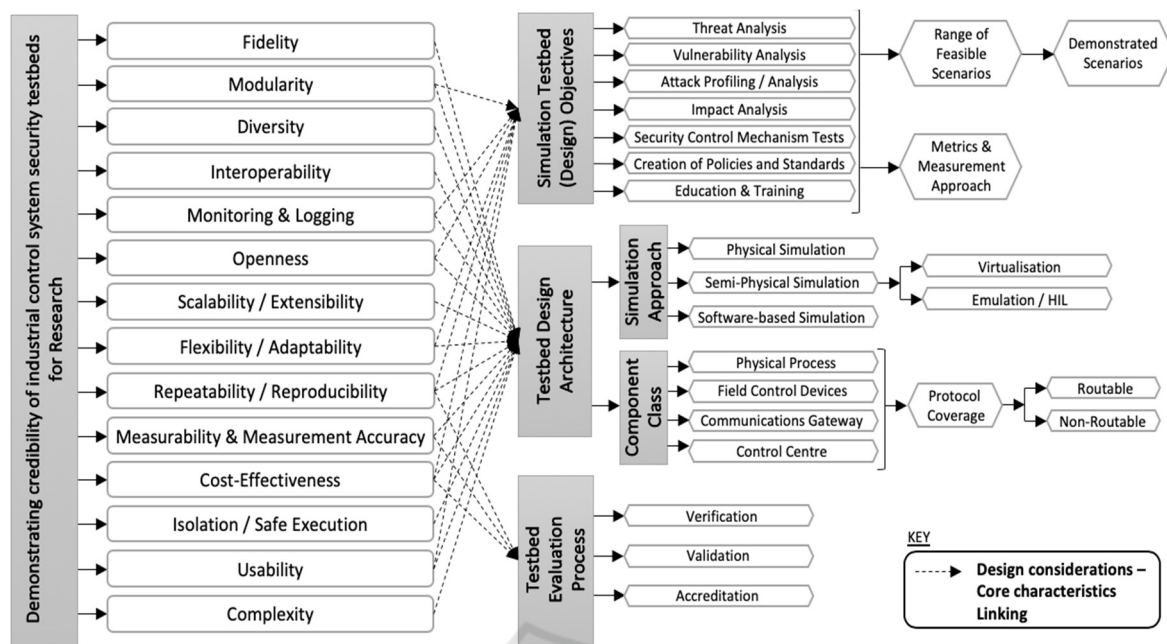 Demonstrating credibility of industrial control system security testbeds
for Research
Fidelity
Modularity
Diversity
Interoperability
Monitoring & Logging
Openness
Scalability / Extensibility
Flexibility / Adaptability
Repeatability / Reproducibility
Measurability & Measurement Accuracy
Cost-Effectiveness
Isolation / Safe Execution
Usability
Complexity
Simulation Testbed
(Design) Objectives
Threat Analysis
Vulnerability Analysis
Attack Profiling / Analysis
Impact Analysis
Security Control Mechanism Tests
Creation of Policies and Standards
Education & Training
Range of
Feasible
Scenarios
Demonstrated
Scenarios
Metrics &
Measurement
Approach
Testbed Design
Architecture
Simulation
Approach
Physical Simulation
Semi-Physical Simulation
Software-based Simulation
Virtualisation
Emulation / HIL
Component
Class
Physical Process
Field Control Devices
Communications Gateway
Control Centre
Protocol
Coverage
Routable
Non-Routable
Testbed
Evaluation
Process
Verification
Validation
Accreditation
KEY
Design considerations –
Core characteristics
Linking